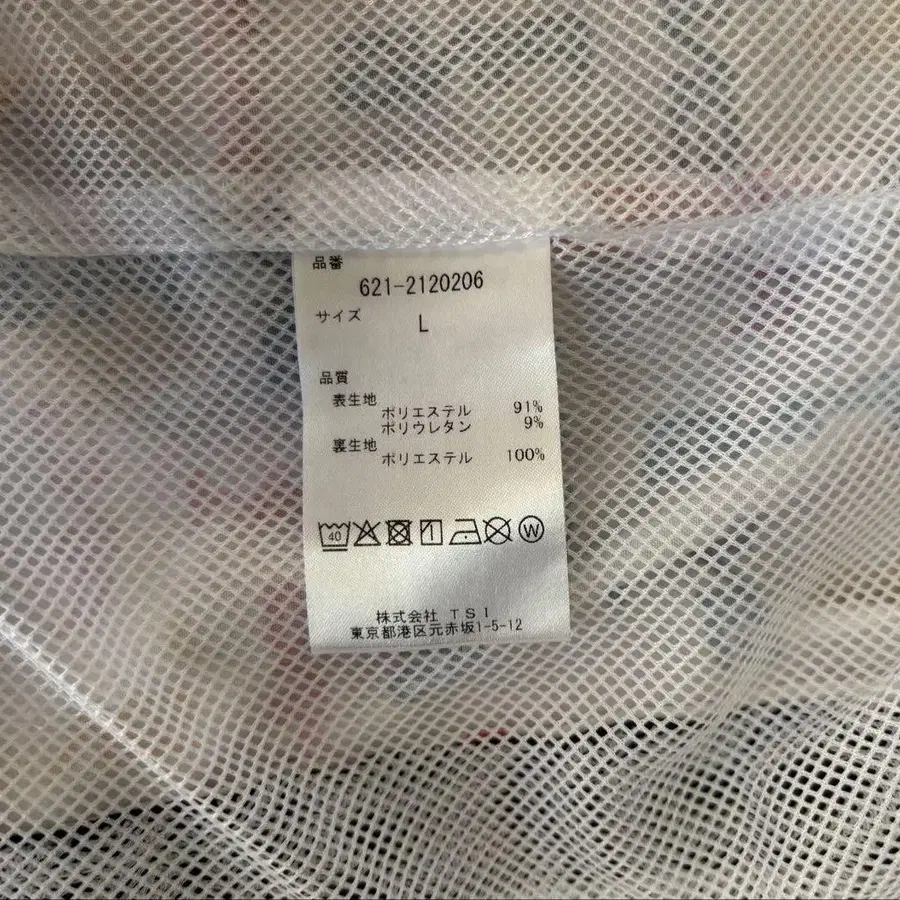 品番
621-2120206
サイズ
L
品質
表生地
ポリエステル 91%
ポリウレタン 9%
裏生地
ポリエステル 100%
40 W
株式会社 TSI
東京都港区元赤坂1-5-12